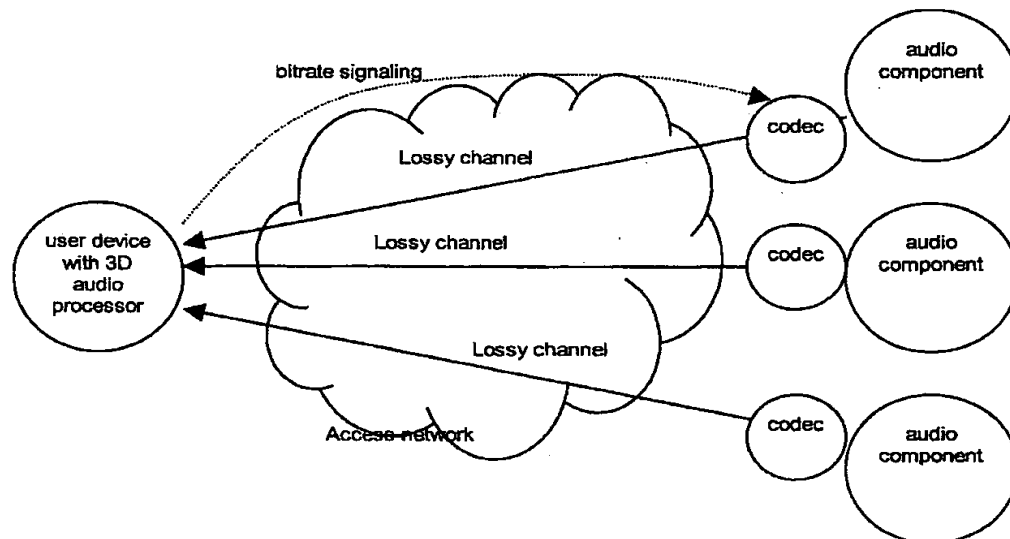 audio
component
bitrate signaling
codec
Lossy channel
user device
with 3D
audio
processor
Lossy channel
codec
audio
component
Lossy channel
Access network
codec
audio
component